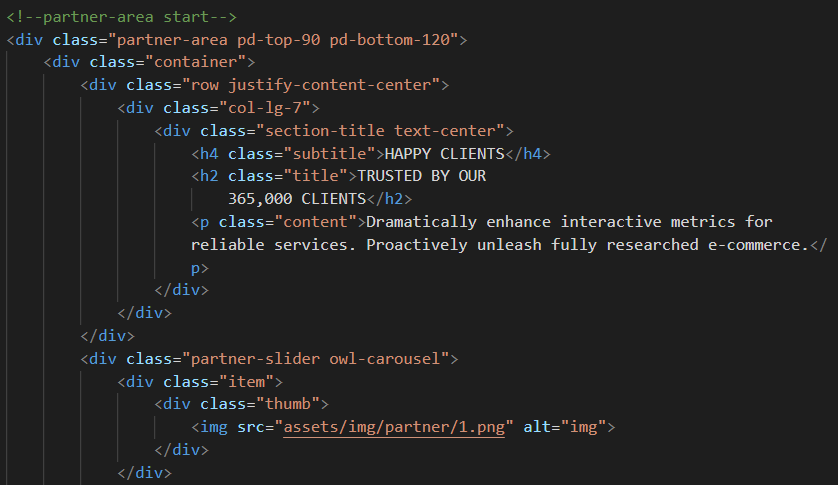 <!--partner-area start-->
<div class="partner-area pd-top-90 pd-bottom-120">
<div class="container">
<div class="row justify-content-center">
<div class="col-lg-7">
<div class="section-title text-center">
<h4 class="subtitle">HAPPY CLIENTS</h4>
<h2 class="title">TRUSTED BY OUR
365,000 CLIENTS</h2>
<p class="content">Dramatically enhance interactive metrics for
reliable services. Proactively unleash fully researched e-commerce.</
p>
</div>
</div>
</div>
<div class="partner-slider owl-carousel">
<div class="item">
<div class="thumb">
<img src="assets/img/partner/1.png" alt="img">
</div>
</div>